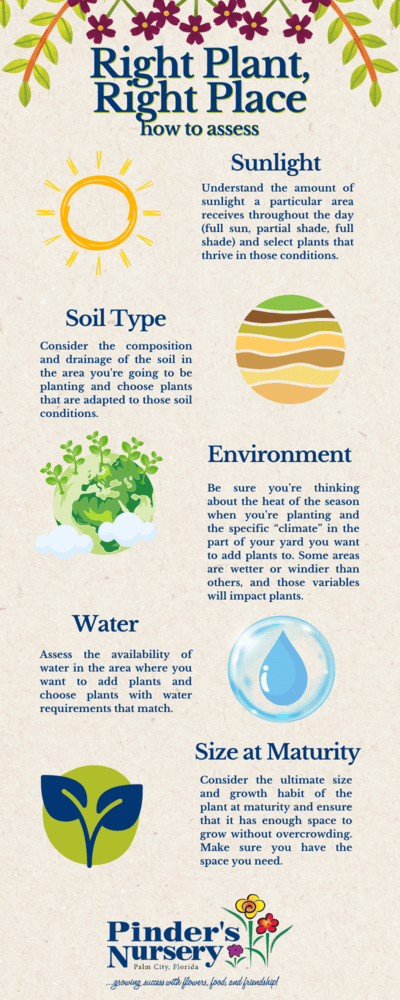 Right Plant,
Right Place
how to assess
Sunlight
Understand the amount of
sunlight a particular area
receives throughout the day
(full sun, partial shade, full
shade) and select plants that
thrive in those conditions.
Soil Type
Consider the composition
and drainage of the soil in
the area you're going to be
planting and choose plants
that are adapted to those soil
conditions.
Environment
Be sure you're thinking
about the heat of the season
when you're planting and
the specific “climate” in the
part of your yard you want
to add plants to. Some areas
are wetter or windier than
others, and those variables
will impact plants.
Water
Assess the availability of
water in the area where you
want to add plants and
choose plants with water
requirements that match.
Size at Maturity
Consider the ultimate size
and growth habit of the
plant at maturity and ensure
that it has enough space to
grow without overcrowding.
Make sure you have the
space you need.
Pinder's
Nursery
Palm City, Florida
...growing success with flowers, food, and friendship!